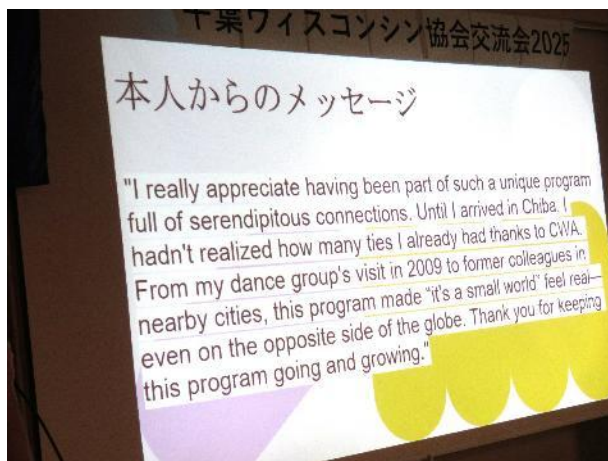 千葉ウィスコンシン協会交流会2025
本人からのメッセージ
"I really appreciate having been part of such a unique program
full of serendipitous connections. Until I arrived in Chiba. I
hadn't realized how many ties I already had thanks to CWA.
From my dance group's visit in 2009 to former colleagues in
nearby cities, this program made "it's a small world" feel real—
even on the opposite side of the globe. Thank you for keeping
this program going and growing."